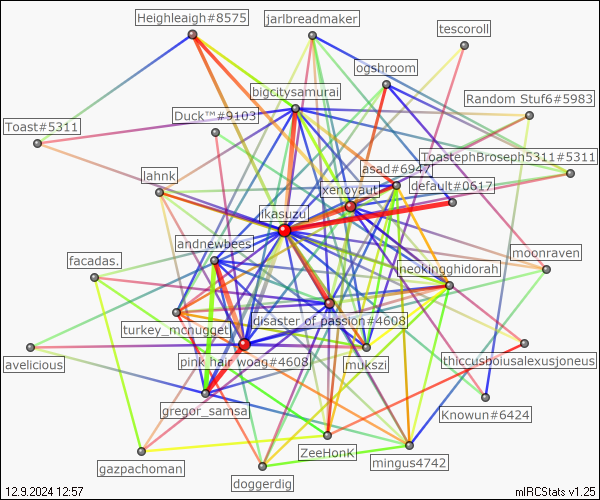 Heighleigh#8575
jarlbreadmaker
tescoroll
ogshroom
bigcitysamurai
Random Stuf6#5983
Duck™#9103
Toast#5311
ToastephBroseph5311#5311
asad#6947
lahnk
xenoyaut
default#0617
ikasuzu
andnewbees
moonraven
facadas.
neokingghidorah
disaster of passion#4608
turkey_mcnugget
avelicious
pink hair woag#4608
mukszi
thiccusbousalexusjoneus
gregor_samsa
Knowun#6424
ZeeHonK
gazpachoman
mingus4742
doggerdig
12.9.2024 12:57
mIRCStats v1.25